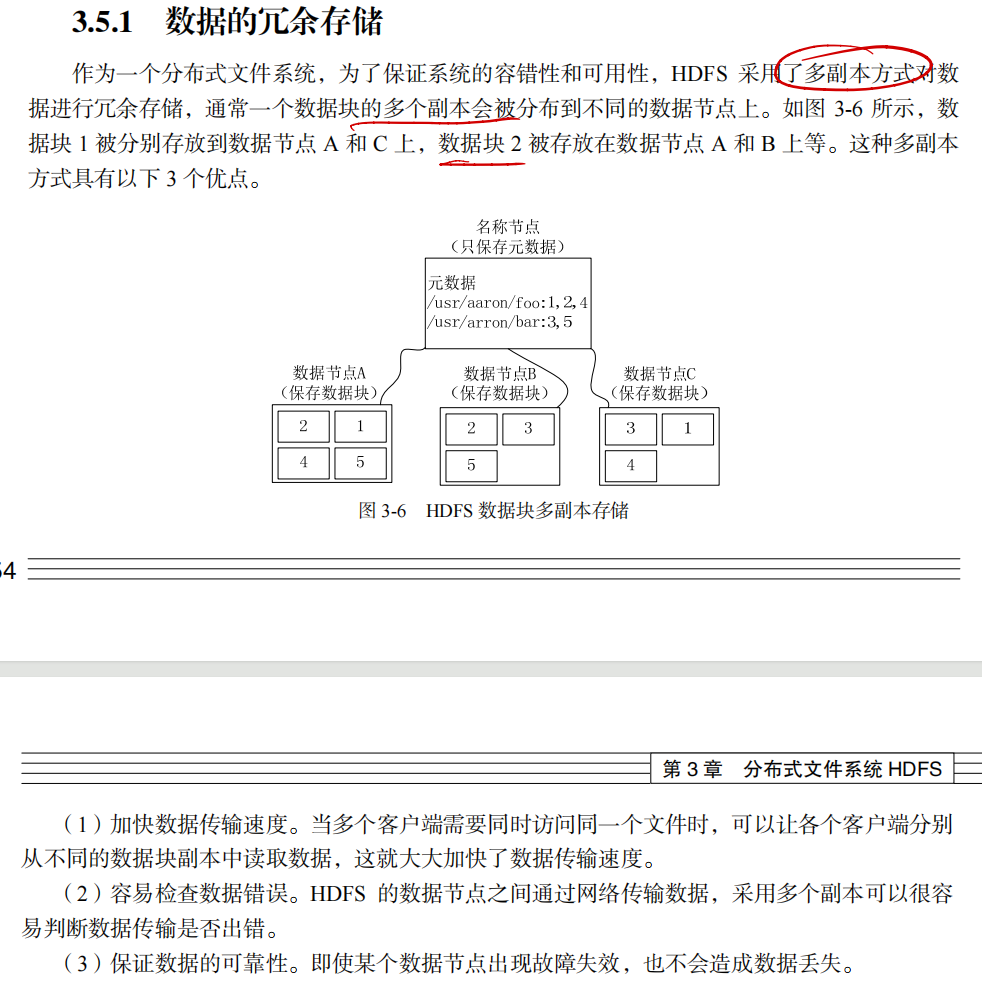 3.5.1 数据的冗余存储
作为一个分布式文件系统，为了保证系统的容错性和可用性，HDFS 采用了多副本方式对数
据进行冗余存储，通常一个数据块的多个副本会被分布到不同的数据节点上。如图 3-6 所示，数
据块 1 被分别存放到数据节点 A 和 C 上，数据块 2 被存放在数据节点 A 和 B 上等。这种多副本
方式具有以下 3 个优点。
名称节点
（只保存元数据）
元数据
/usr/aaron/foo:1,2,4
/usr/arron/bar:3,5
数据节点A
（保存数据块）
2 1
4 5
数据节点B
（保存数据块）
2 3
5
数据节点C
（保存数据块）
3 1
4
图 3-6 HDFS 数据块多副本存储
54
第 3 章 分布式文件系统 HDFS
（1）加快数据传输速度。当多个客户端需要同时访问同一个文件时，可以让各个客户端分别
从不同的数据块副本中读取数据，这就大大加快了数据传输速度。
（2）容易检查数据错误。HDFS 的数据节点之间通过网络传输数据，采用多个副本可以很容
易判断数据传输是否出错。
（3）保证数据的可靠性。即使某个数据节点出现故障失效，也不会造成数据丢失。